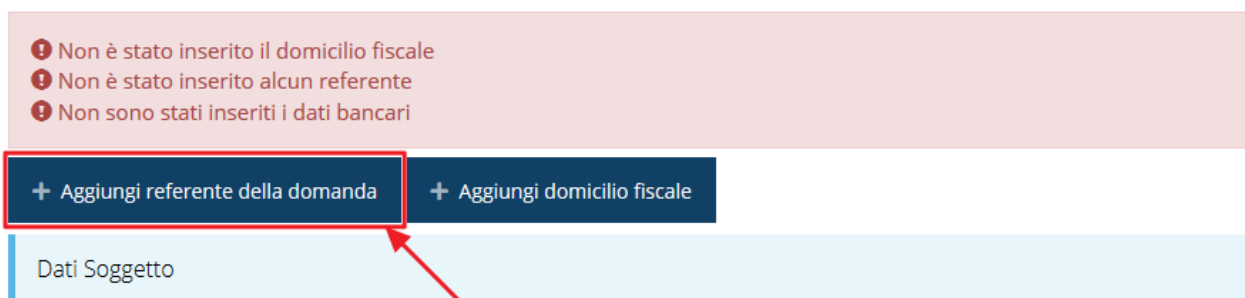 Non è stato inserito il domicilio fiscale
Non è stato inserito alcun referente
Non sono stati inseriti i dati bancari
+ Aggiungi referente della domanda
+ Aggiungi domicilio fiscale
Dati Soggetto